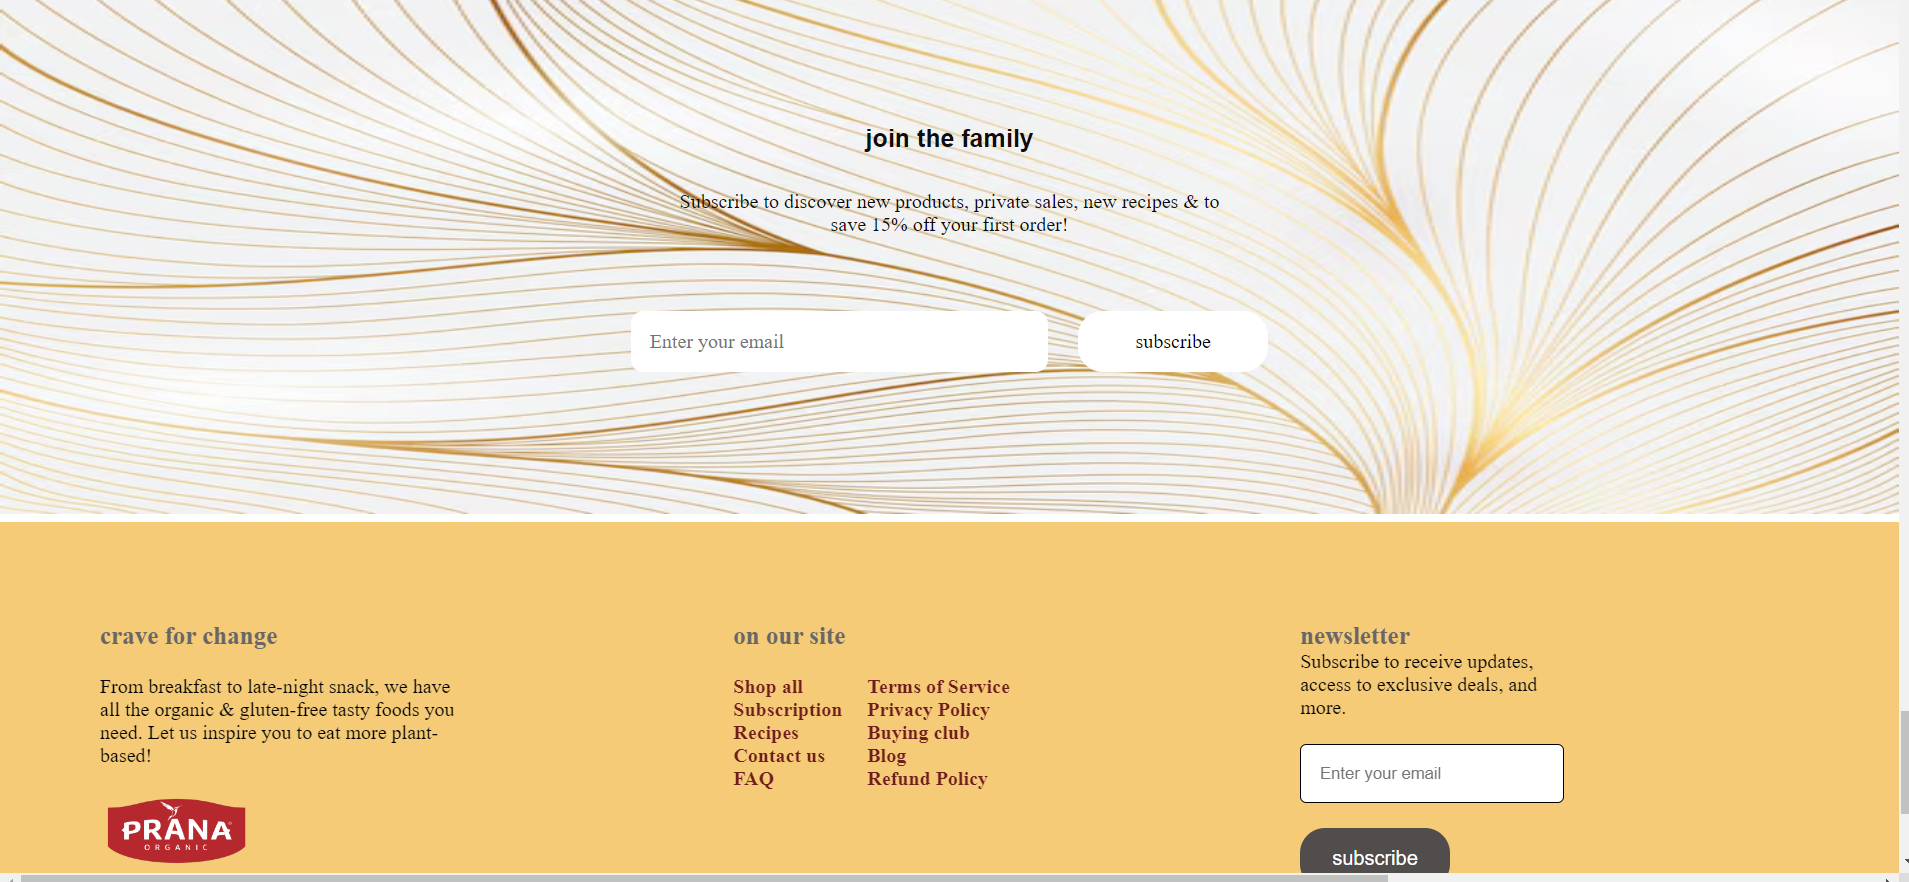 join the family
Subscribe to discover new products, private sales, new recipes & to
save 15% off your first order!
Enter your email
subscribe
crave for change
From breakfast to late-night snack, we have
all the organic & gluten-free tasty foods you
need. Let us inspire you to eat more plant-
based!
PRĀNA
ORGANIC
on our site
Shop all
Subscription
Recipes
Contact us
FAQ
Terms of Service
Privacy Policy
Buying club
Blog
Refund Policy
newsletter
Subscribe to receive updates,
access to exclusive deals, and
more.
Enter your email
subscribe